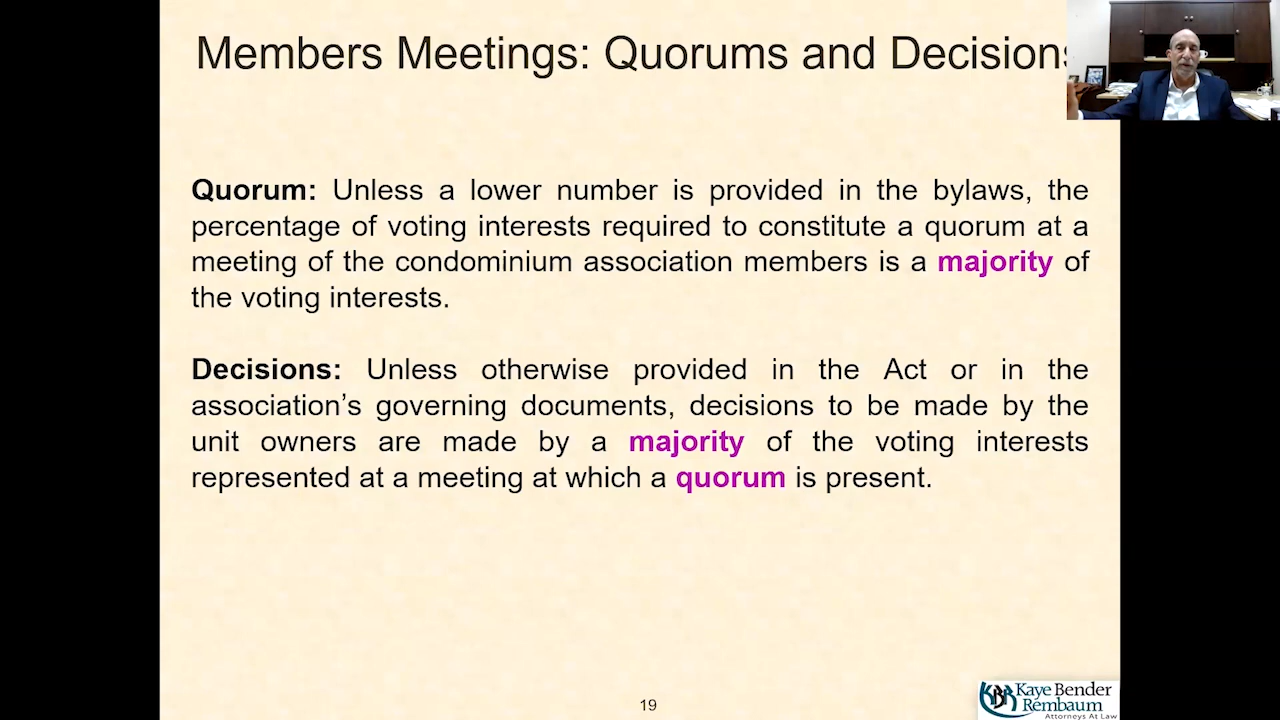 Members Meetings: Quorums and Decisions
Quorum: Unless a lower number is provided in the bylaws, the
percentage of voting interests required to constitute a quorum at a
meeting of the condominium association members is a majority of
the voting interests.
Decisions: Unless otherwise provided in the Act or in the
association’s governing documents, decisions to be made by the
unit owners are made by a majority of the voting interests
represented at a meeting at which a quorum is present.
19
KBR Kaye Bender
Rembaum
Attorneys At Law